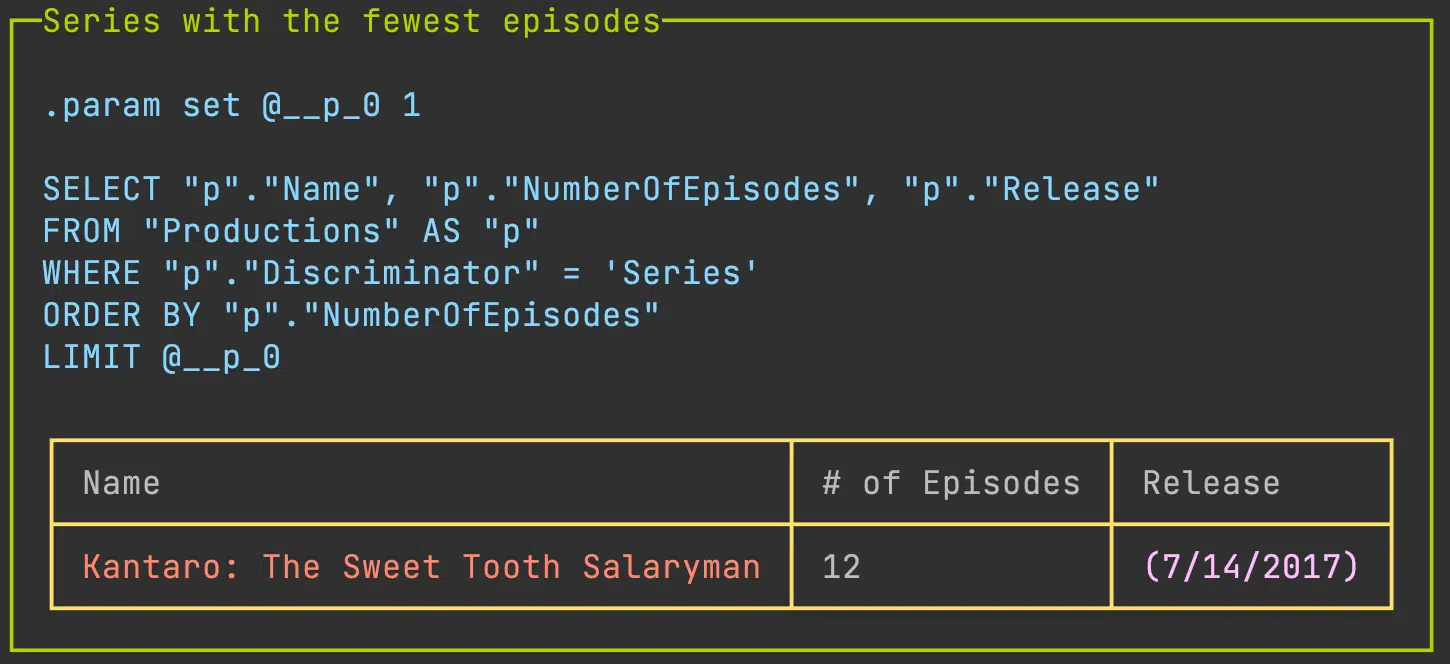 Series with the fewest episodes
.param set @__p_0 1
SELECT "p"."Name", "p"."NumberOfEpisodes", "p"."Release"
FROM "Productions" AS "p"
WHERE "p"."Discriminator" = 'Series'
ORDER BY "p"."NumberOfEpisodes"
LIMIT @__p_0
Name # of Episodes Release
Kantaro: The Sweet Tooth Salaryman 12 (7/14/2017)